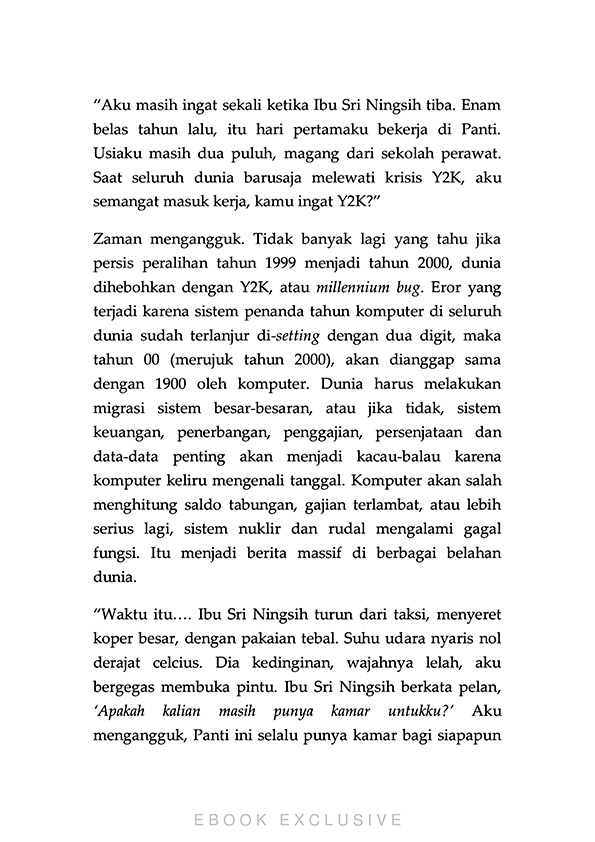 “Aku masih ingat sekali ketika Ibu Sri Ningsih tiba. Enam
belas tahun lalu, itu hari pertamaku bekerja di Panti.
Usiaku masih dua puluh, magang dari sekolah perawat.
Saat seluruh dunia barusaja melewati krisis Y2K, aku
semangat masuk kerja, kamu ingat Y2K?”
Zaman mengangguk. Tidak banyak lagi yang tahu jika
persis peralihan tahun 1999 menjadi tahun 2000, dunia
dihebohkan dengan Y2K, atau millennium bug. Eror yang
terjadi karena sistem penanda tahun komputer di seluruh
dunia sudah terlanjur di-setting dengan dua digit, maka
tahun 00 (merujuk tahun 2000), akan dianggap sama
dengan 1900 oleh komputer. Dunia harus melakukan
migrasi sistem besar-besaran, atau jika tidak, sistem
keuangan, penerbangan, penggajian, persenjataan dan
data-data penting akan menjadi kacau-balau karena
komputer keliru mengenali tanggal. Komputer akan salah
menghitung saldo tabungan, gajian terlambat, atau lebih
serius lagi, sistem nuklir dan rudal mengalami gagal
fungsi. Itu menjadi berita massif di berbagai belahan
dunia.
“Waktu itu…. Ibu Sri Ningsih turun dari taksi, menyeret
koper besar, dengan pakaian tebal. Suhu udara nyaris nol
derajat celcius. Dia kedinginan, wajahnya lelah, aku
bergegas membuka pintu. Ibu Sri Ningsih berkata pelan,
‘Apakah kalian masih punya kamar untukku?’ Aku
mengangguk, Panti ini selalu punya kamar bagi siapapun
EBOOK EXCLUSIVE